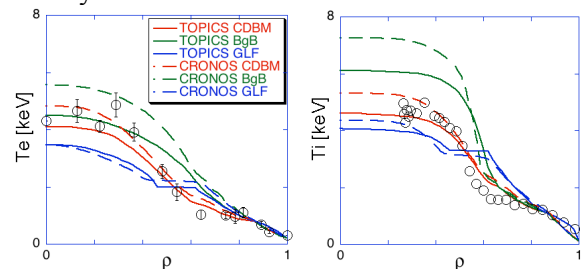 8
TOPICS CDBM
TOPICS BgB
TOPICS GLF
CRONOS CDBM
CRONOS BgB
CRONOS GLF
Te [keV]
0
0
ρ
1
8
Ti [keV]
0
0
ρ
1